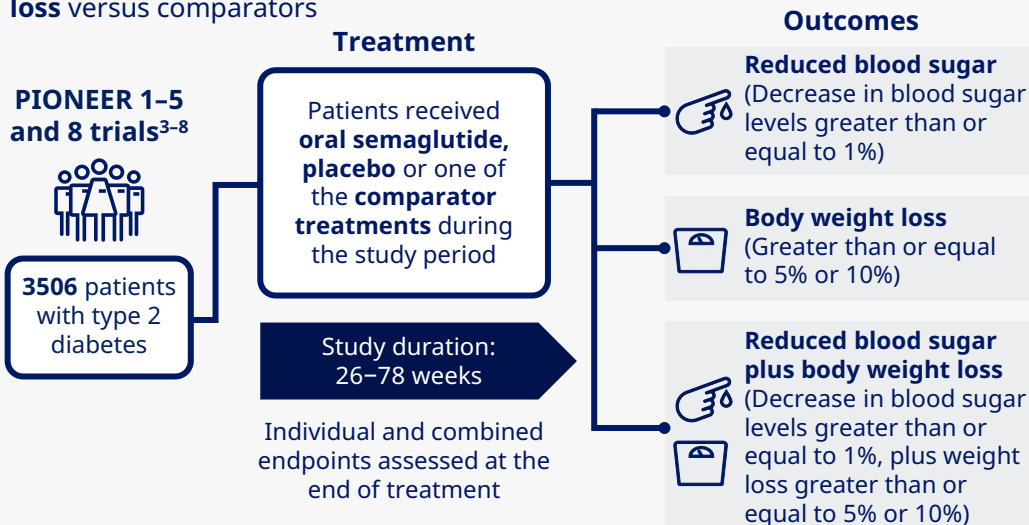 loss versus comparators
PIONEER 1–5
and 8 trials3–8
3506 patients
with type 2
diabetes
Treatment
Patients received
oral semaglutide,
placebo or one of
the comparator
treatments during
the study period
Study duration:
26–78 weeks
Individual and combined
endpoints assessed at the
end of treatment
Outcomes
Reduced blood sugar
(Decrease in blood sugar
levels greater than or
equal to 1%)
Body weight loss
(Greater than or equal
to 5% or 10%)
Reduced blood sugar
plus body weight loss
(Decrease in blood sugar
levels greater than or
equal to 1%, plus weight
loss greater than or
equal to 5% or 10%)